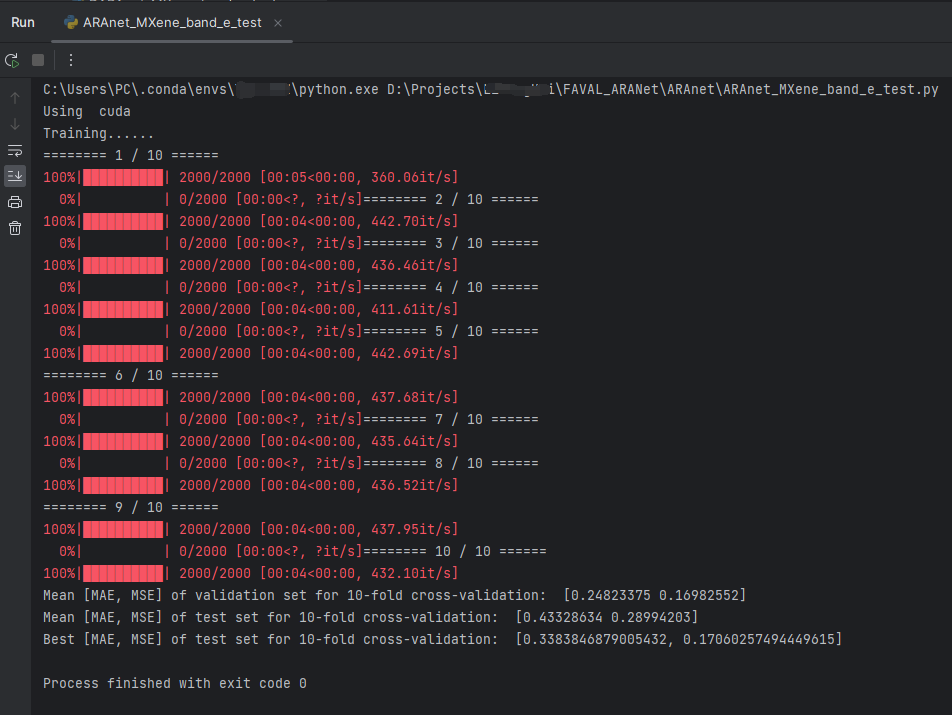 Run ARAnet_MXene_band_e_test
C:\Users\PC\.conda\envs\ \python.exe D:\Projects\ \FAVAL_ARANet\ARAnet\ARAnet_MXene_band_e_test.py
Using  cuda
Training......
======== 1 / 10 ======
100%|██████████| 2000/2000 [00:05<00:00, 360.06it/s]
  0%|          | 0/2000 [00:00<?, ?it/s]======== 2 / 10 ======
100%|██████████| 2000/2000 [00:04<00:00, 442.70it/s]
  0%|          | 0/2000 [00:00<?, ?it/s]======== 3 / 10 ======
100%|██████████| 2000/2000 [00:04<00:00, 436.46it/s]
  0%|          | 0/2000 [00:00<?, ?it/s]======== 4 / 10 ======
100%|██████████| 2000/2000 [00:04<00:00, 411.61it/s]
  0%|          | 0/2000 [00:00<?, ?it/s]======== 5 / 10 ======
100%|██████████| 2000/2000 [00:04<00:00, 442.69it/s]
======== 6 / 10 ======
100%|██████████| 2000/2000 [00:04<00:00, 437.68it/s]
  0%|          | 0/2000 [00:00<?, ?it/s]======== 7 / 10 ======
100%|██████████| 2000/2000 [00:04<00:00, 435.64it/s]
  0%|          | 0/2000 [00:00<?, ?it/s]======== 8 / 10 ======
100%|██████████| 2000/2000 [00:04<00:00, 436.52it/s]
======== 9 / 10 ======
100%|██████████| 2000/2000 [00:04<00:00, 437.95it/s]
  0%|          | 0/2000 [00:00<?, ?it/s]======== 10 / 10 ======
100%|██████████| 2000/2000 [00:04<00:00, 432.10it/s]
Mean [MAE, MSE] of validation set for 10-fold cross-validation:  [0.24823375 0.16982552]
Mean [MAE, MSE] of test set for 10-fold cross-validation:  [0.43328634 0.28994203]
Best [MAE, MSE] of test set for 10-fold cross-validation:  [0.3383846879005432, 0.17060257494449615]
Process finished with exit code 0